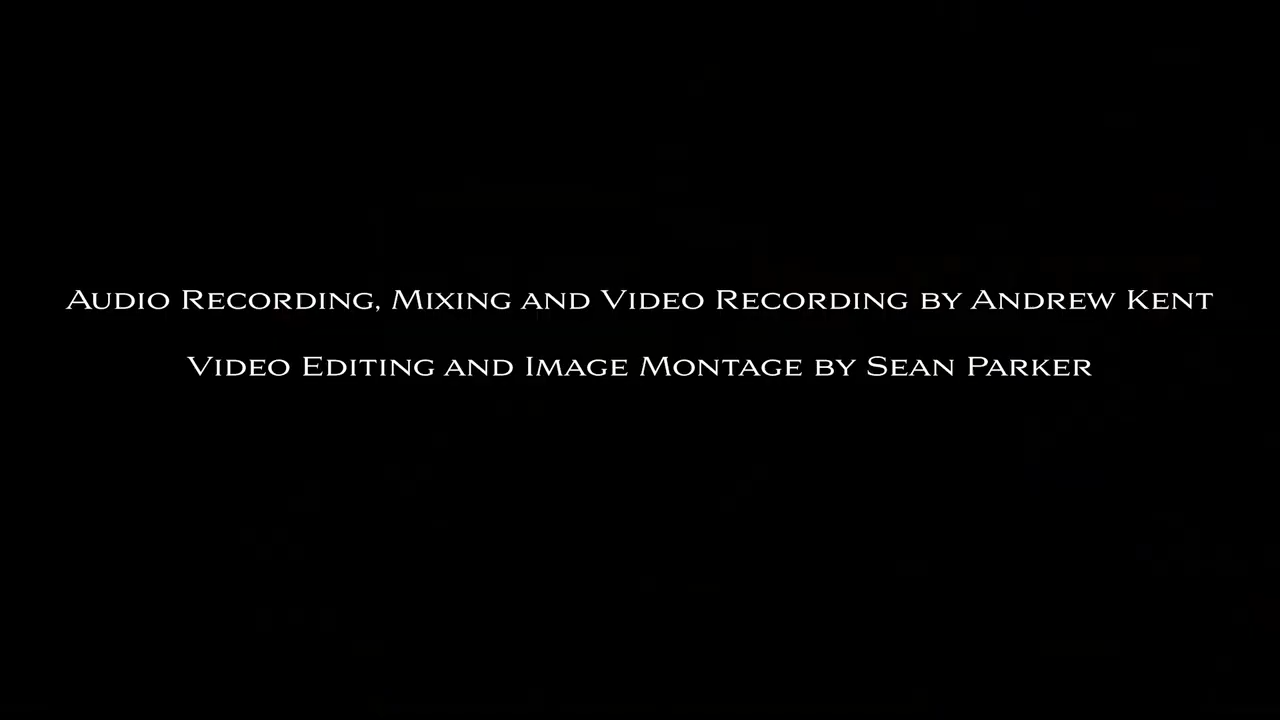 Audio Recording, Mixing and Video Recording by Andrew Kent
Video Editing and Image Montage by Sean Parker